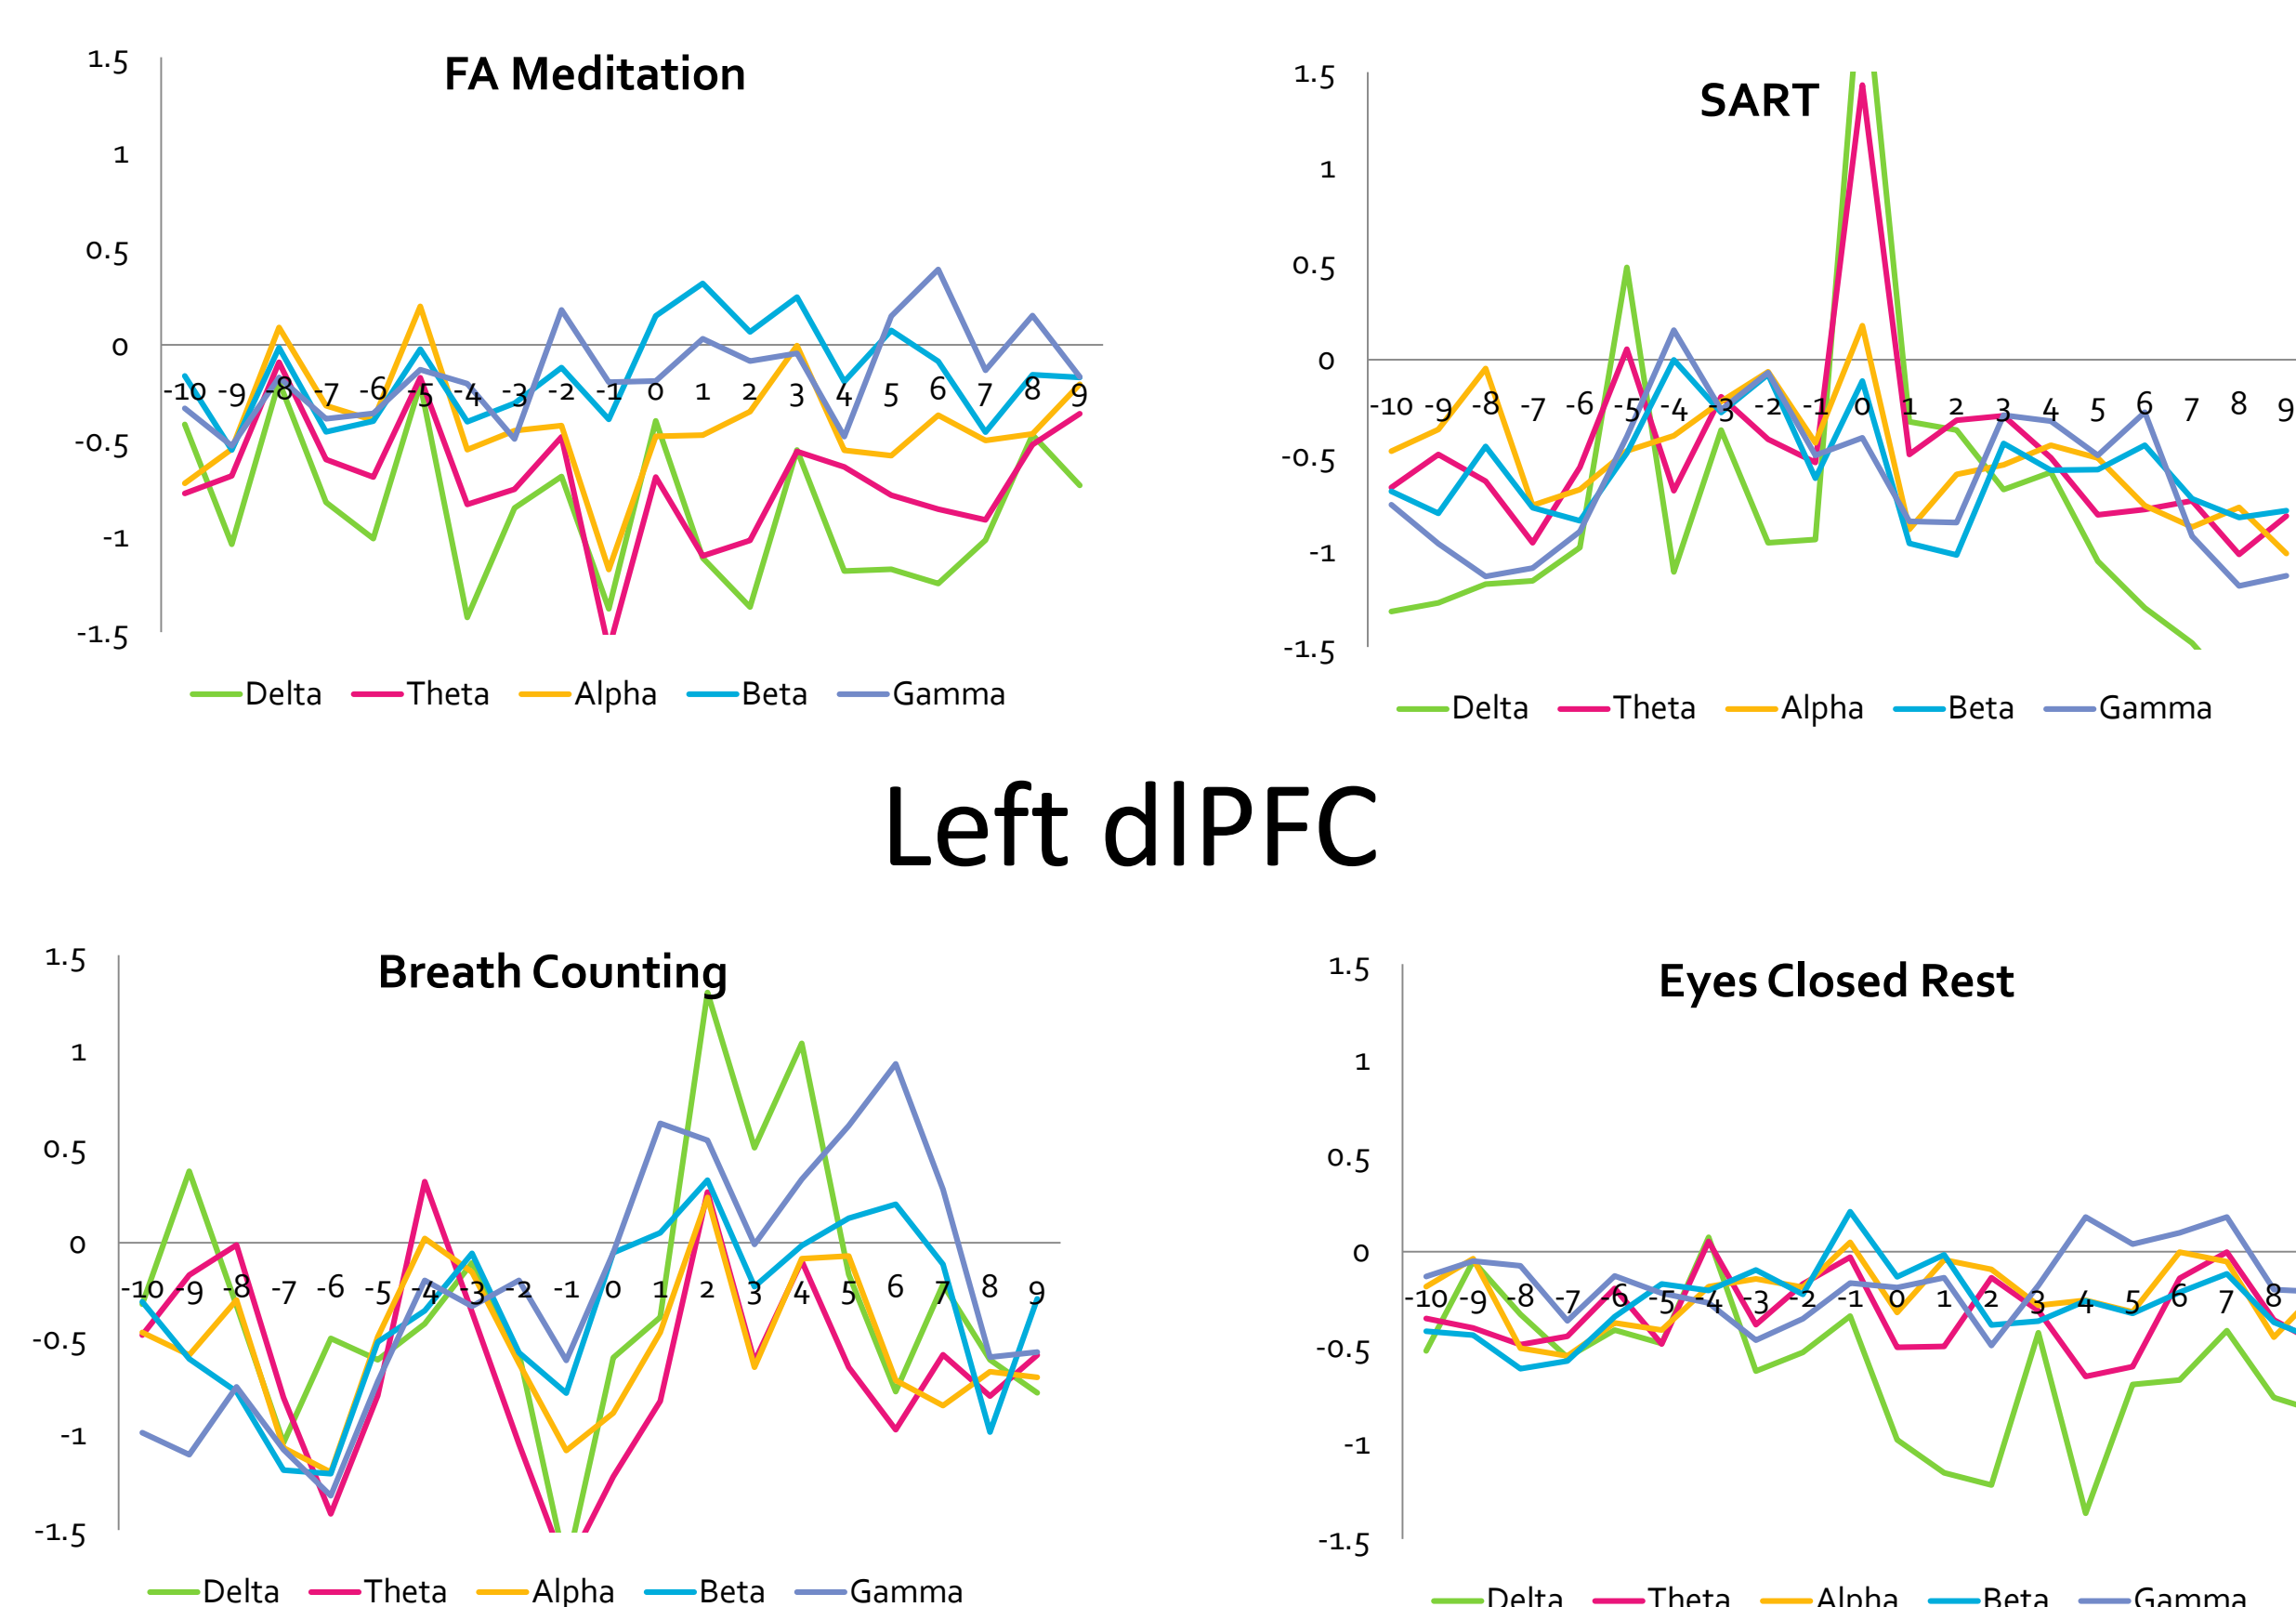 FA Meditation
1.5
1
0.5
0
-0.5
-1
-1.5
-10 -9 -8 -7 -6 -5 -4 -3 -2 -1 0 1 2 3 4 5 6 7 8 9
Delta Theta Alpha Beta Gamma
SART
1.5
1
0.5
0
-0.5
-1
-1.5
-10 -9 -8 -7 -6 -5 -4 -3 -2 -1 0 1 2 3 4 5 6 7 8 9
Delta Theta Alpha Beta Gamma
Left dlPFC
Breath Counting
1.5
1
0.5
0
-0.5
-1
-1.5
-10 -9 -8 -7 -6 -5 -4 -3 -2 -1 0 1 2 3 4 5 6 7 8 9
Delta Theta Alpha Beta Gamma
Eyes Closed Rest
1.5
1
0.5
0
-0.5
-1
-1.5
-10 -9 -8 -7 -6 -5 -4 -3 -2 -1 0 1 2 3 4 5 6 7 8
Delta Theta Alpha Beta Gamma